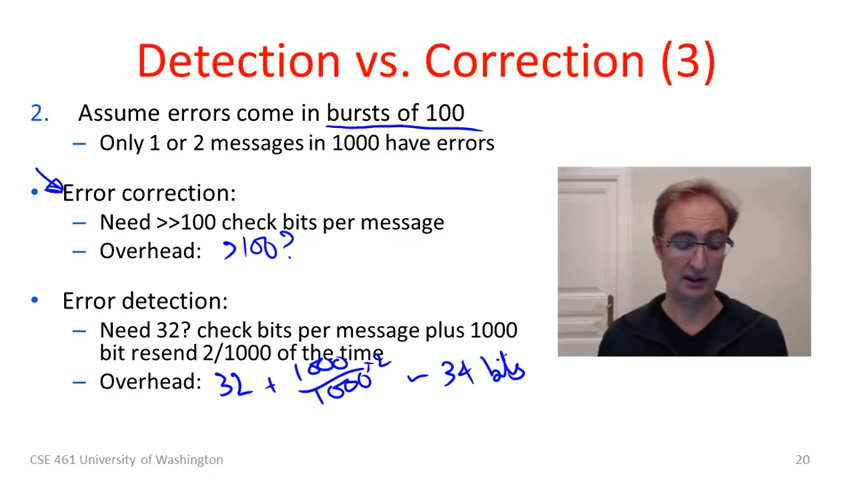 Detection vs. Correction (3)
2. Assume errors come in bursts of 100
– Only 1 or 2 messages in 1000 have errors
• Error correction:
– Need >>100 check bits per message
– Overhead: >100?
• Error detection:
– Need 32? check bits per message plus 1000
bit resend 2/1000 of the time
– Overhead: 32 + 1000/1000 *2 ~ 34 bits
CSE 461 University of Washington 20